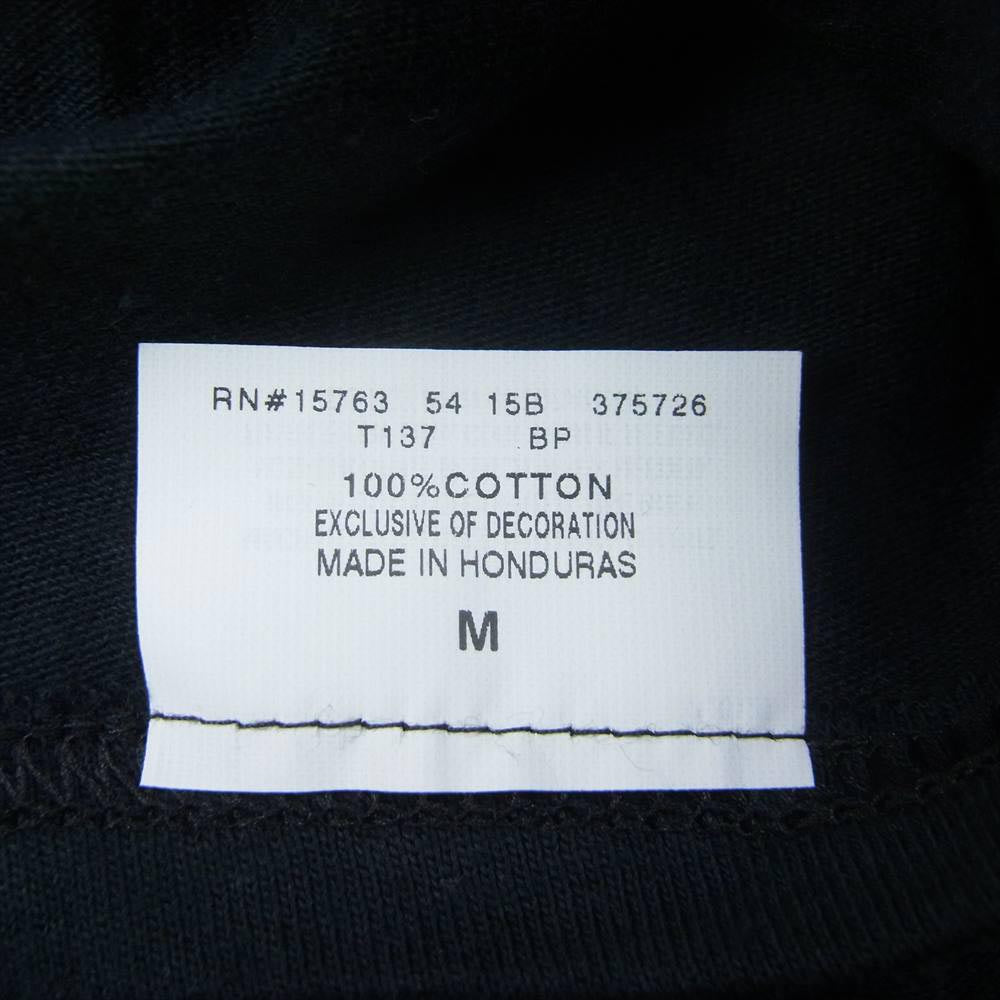 RN#15763 54 15B 375726
T137 BP
100%COTTON
EXCLUSIVE OF DECORATION
MADE IN HONDURAS
M